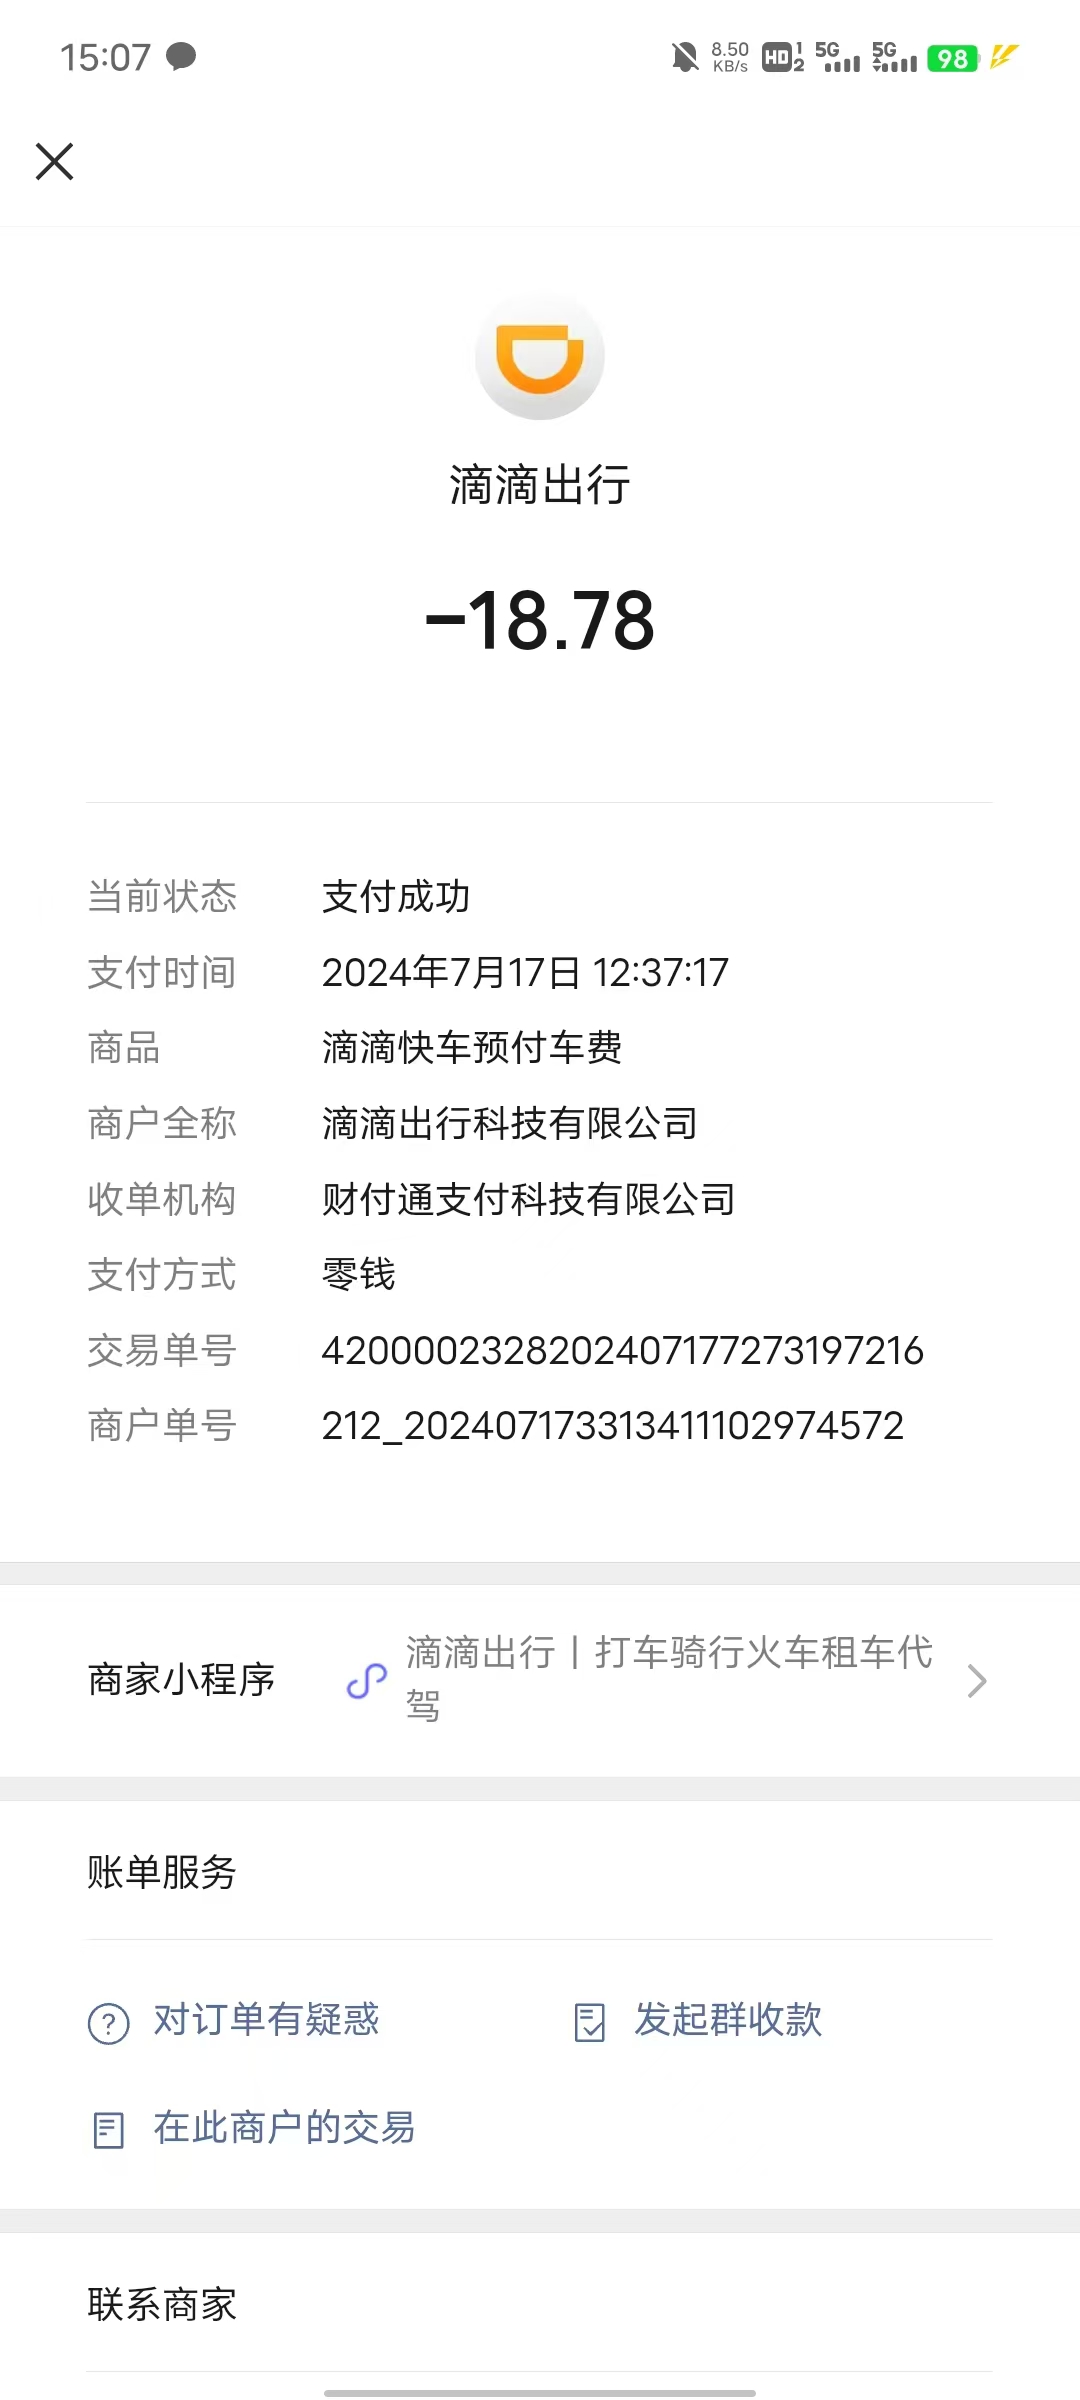 15:07
8.50 KB/s HD 1 2 5G 5G 98
滴滴出行
-18.78
当前状态 支付成功
支付时间 2024年7月17日 12:37:17
商品 滴滴快车预付车费
商户全称 滴滴出行科技有限公司
收单机构 财付通支付科技有限公司
支付方式 零钱
交易单号 4200002328202407177273197216
商户单号 212_202407173313411102974572
商家小程序 滴滴出行丨打车骑行火车租车代
驾
账单服务
对订单有疑惑 发起群收款
在此商户的交易
联系商家